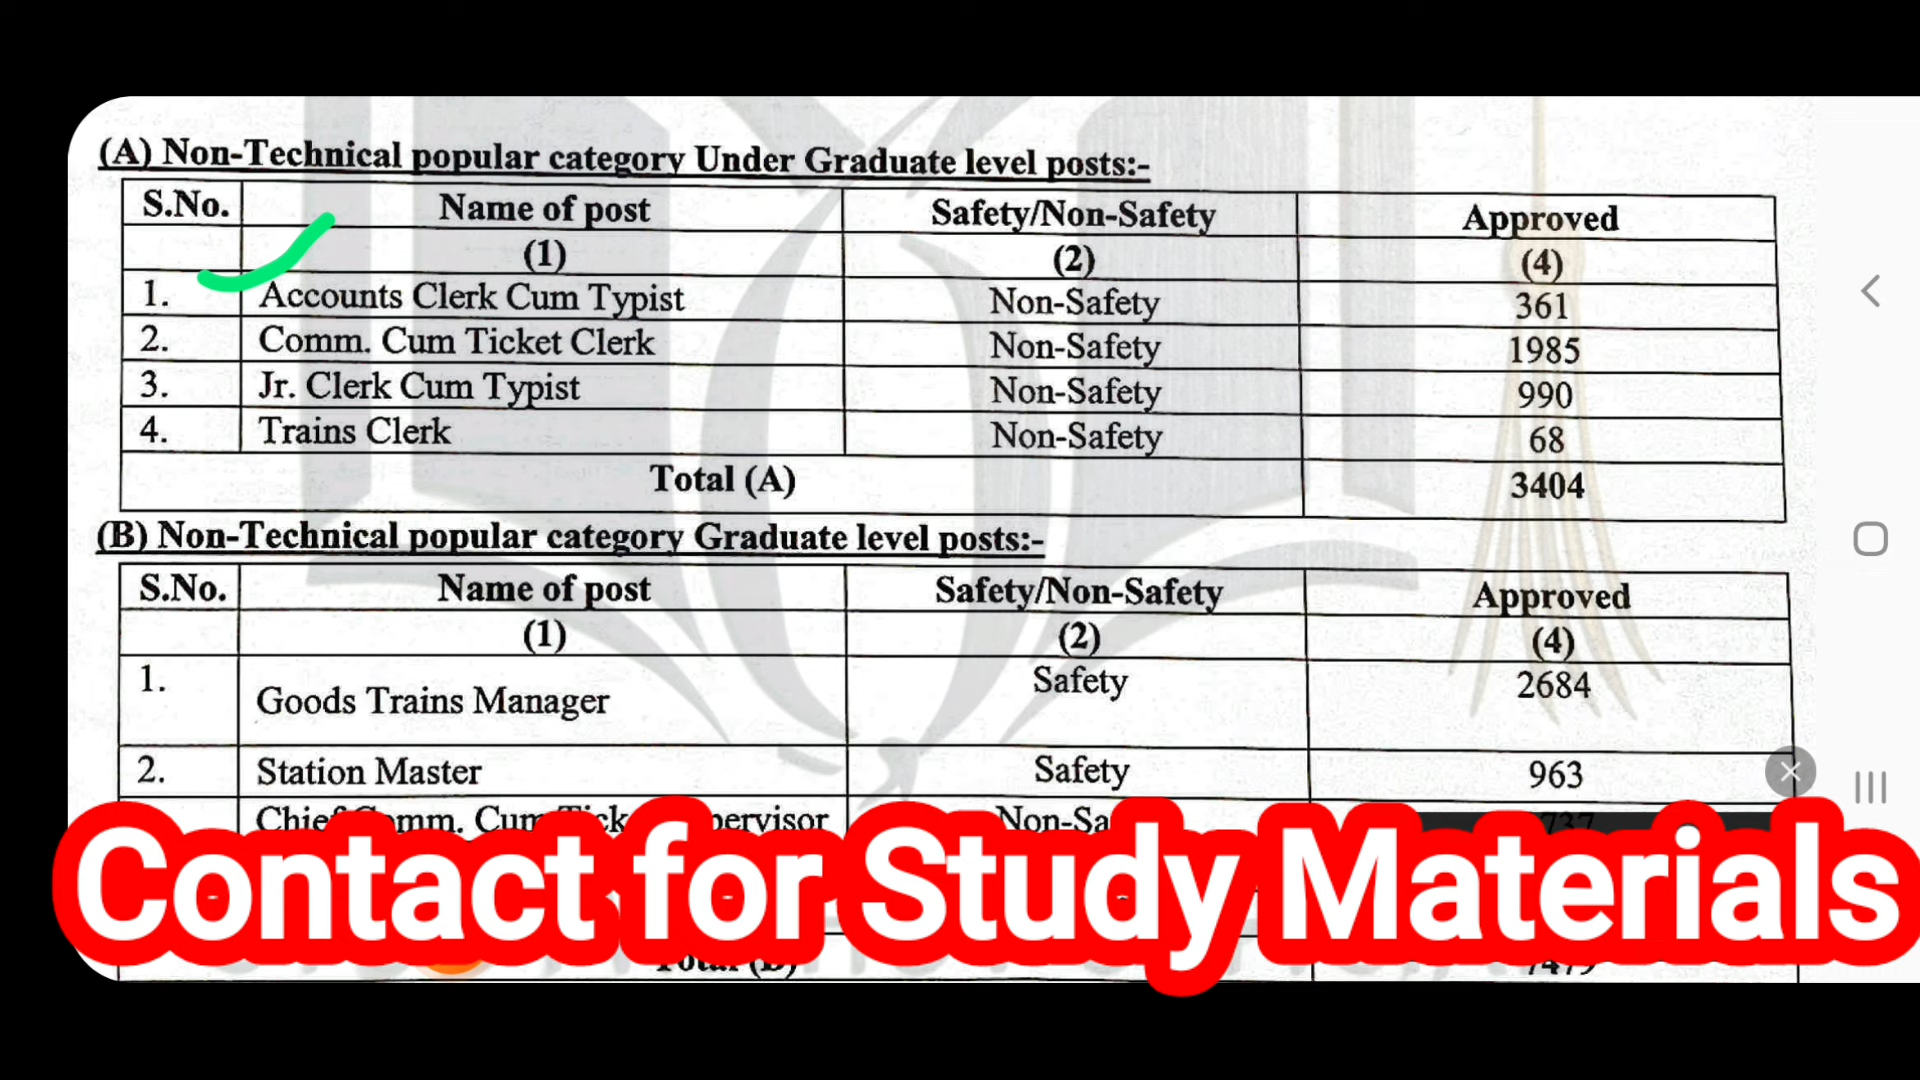 (A) Non-Technical popular category Under Graduate level posts:-
S.No. Name of post Safety/Non-Safety Approved
(1) (2) (4)
1. Accounts Clerk Cum Typist Non-Safety 361
2. Comm. Cum Ticket Clerk Non-Safety 1985
3. Jr. Clerk Cum Typist Non-Safety 990
4. Trains Clerk Non-Safety 68
Total (A) 3404
(B) Non-Technical popular category Graduate level posts:-
S.No. Name of post Safety/Non-Safety Approved
(1) (2) (4)
1. Goods Trains Manager Safety 2684
2. Station Master Safety 963
Cum
Contact for Study Materials